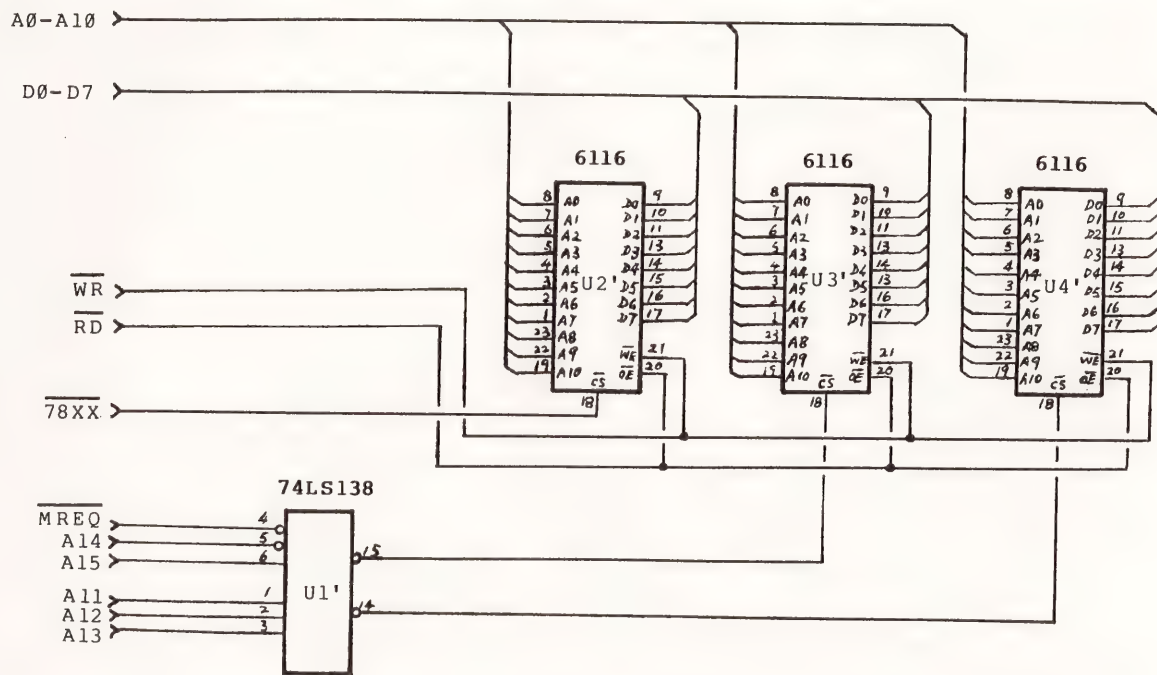 AØ-A1Ø
DØ-D7
WR
RD
78XX
MREQ
A14
A15
A11
A12
A13
6116
8 A0 D0 9
7 A1 D1 10
6 A2 D2 11
5 A3 D3 13
4 A4 D4 14
3 A5 D5 15
2 A6 D6 16
1 A7 D7 17
23 A8
22 A9 WE 21
19 A10 OE 20
U2'
CS
18
6116
8 A0 D0 9
7 A1 D1 10
6 A2 D2 11
5 A3 D3 13
4 A4 D4 14
3 A5 D5 13
2 A6 D6 16
1 A7 D7 17
23 A8
22 A9 WE 21
19 A10 OE 20
U3'
CS
18
6116
8 A0 D0 9
7 A1 D1 10
6 A2 D2 11
5 A3 D3 13
4 A4 D4 14
3 A5 D5 15
2 A6 D6 16
1 A7 D7 17
23 A8
22 A9 WE 21
19 A10 OE 20
U4'
CS
18
74LS138
4
5
6
1
2
3
U1'
15
14